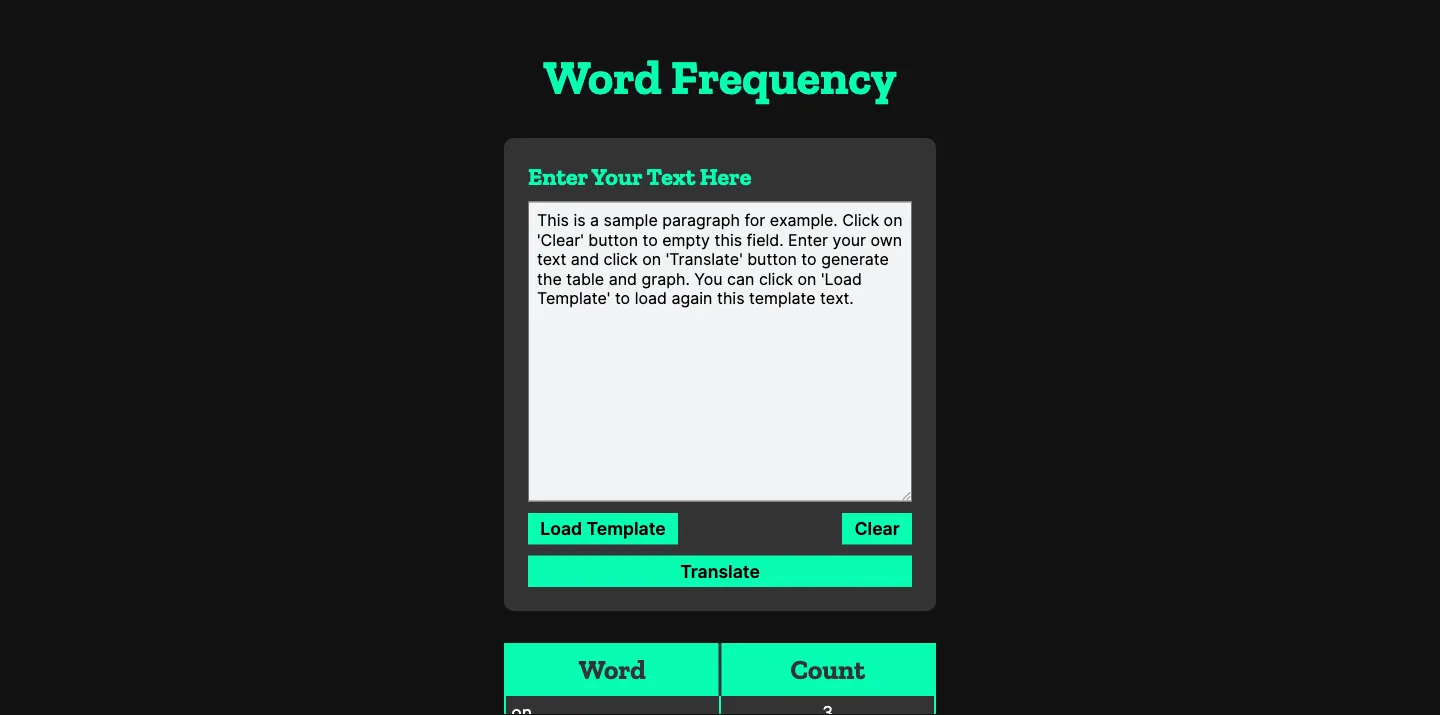 Word Frequency
Enter Your Text Here
This is a sample paragraph for example. Click on
'Clear' button to empty this field. Enter your own
text and click on 'Translate' button to generate
the table and graph. You can click on 'Load
Template' to load again this template text.
Load Template Clear
Translate
Word Count
on 3